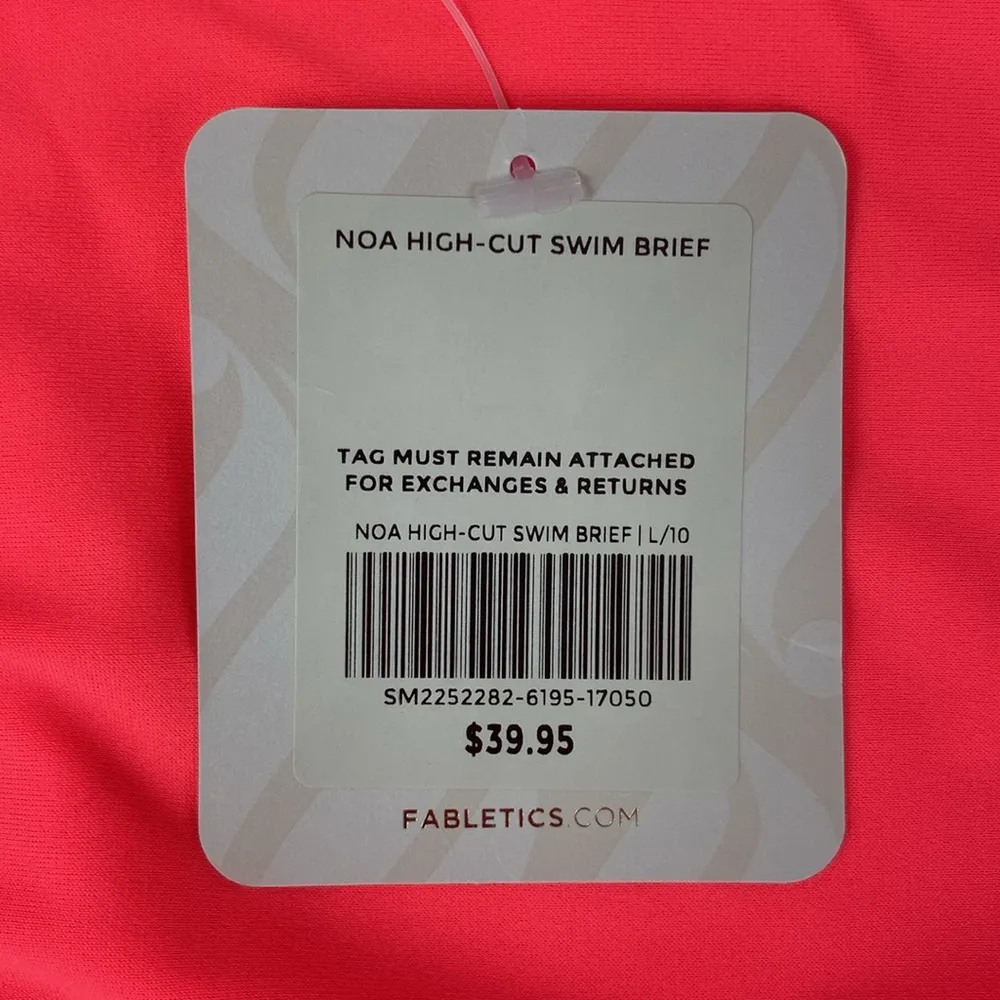 NOA HIGH-CUT SWIM BRIEF
TAG MUST REMAIN ATTACHED
FOR EXCHANGES & RETURNS
NOA HIGH-CUT SWIM BRIEF | L/10
SM2252282-6195-17050
$39.95
FABLETICS.COM